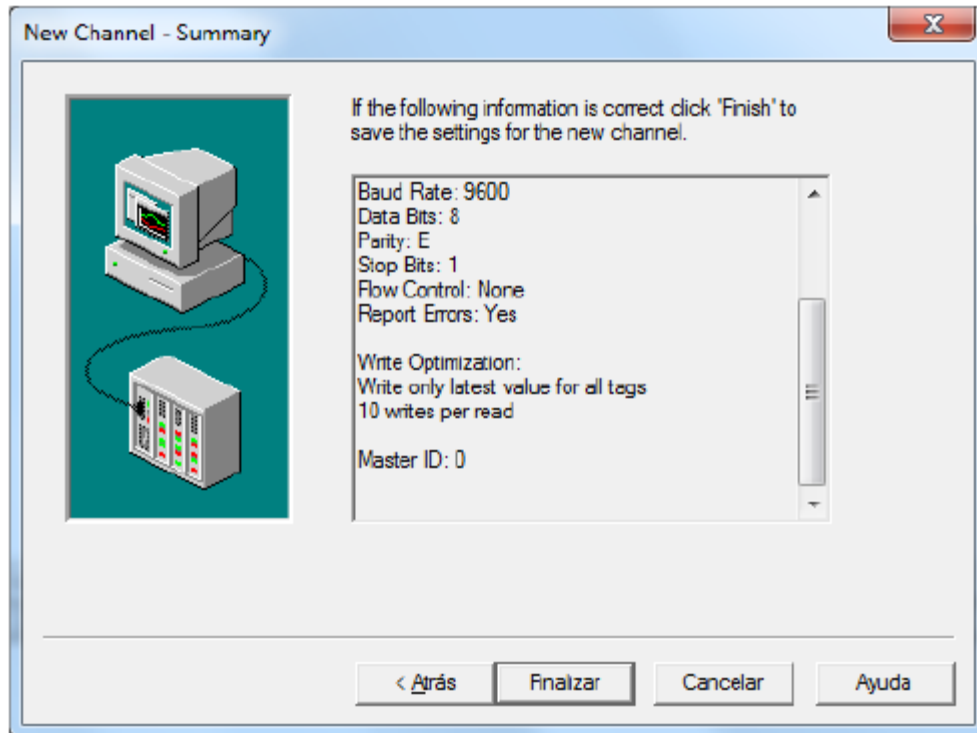 New Channel - Summary
If the following information is correct click 'Finish' to
save the settings for the new channel.
Baud Rate: 9600
Data Bits: 8
Parity: E
Stop Bits: 1
Flow Control: None
Report Errors: Yes
Write Optimization:
Write only latest value for all tags
10 writes per read
Master ID: 0
< Atrás
Finalizar
Cancelar
Ayuda